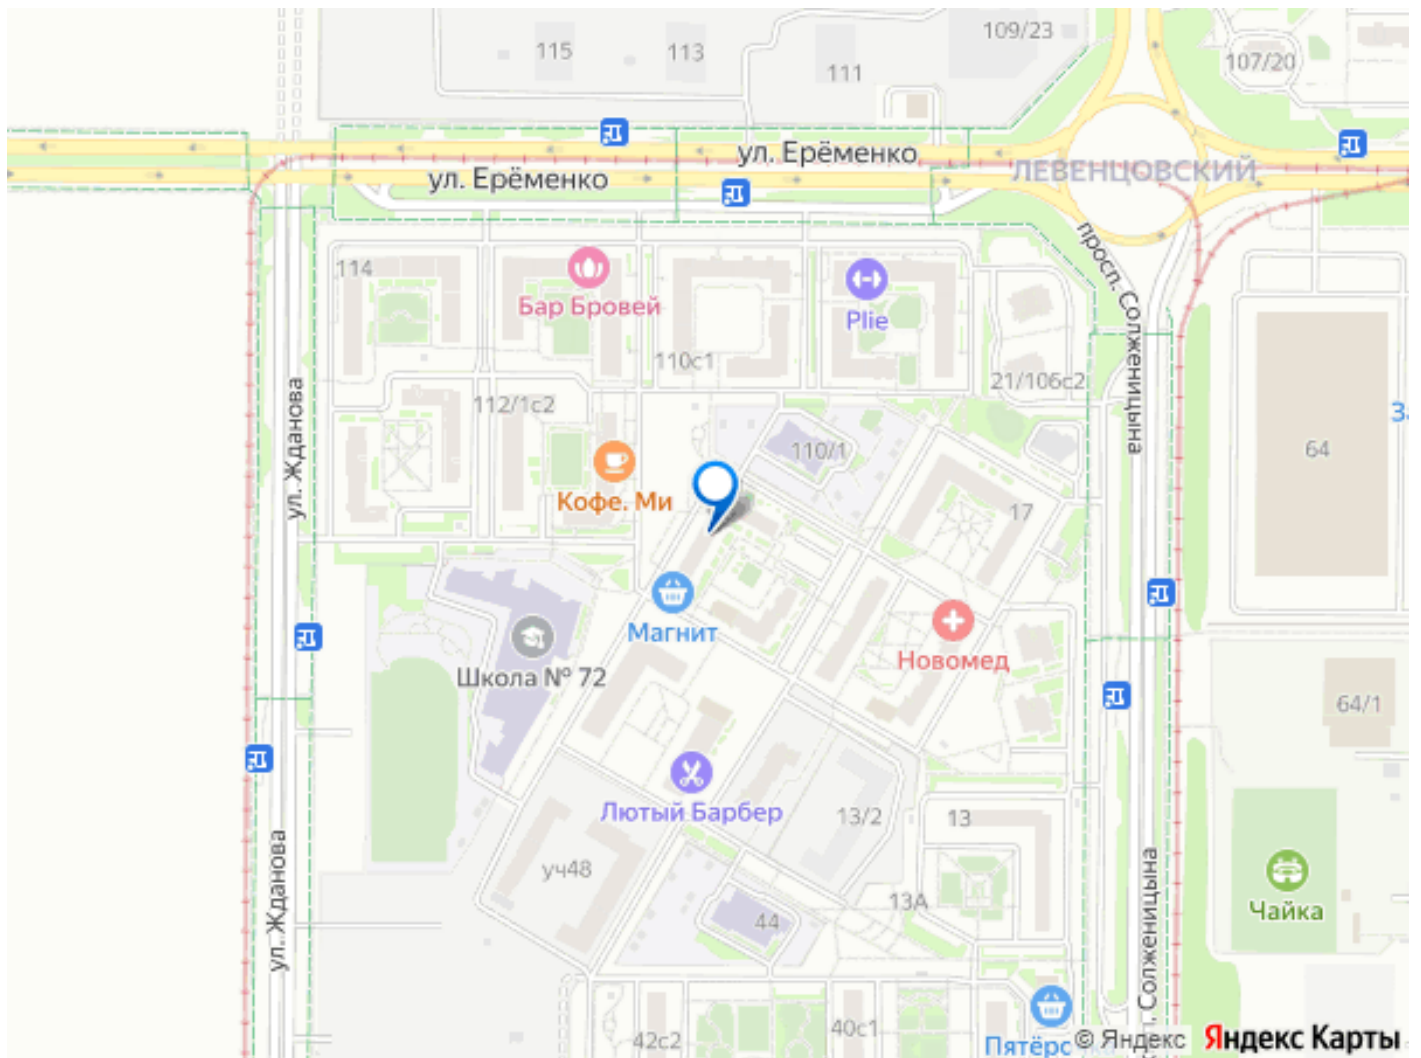 109/23
115
113
107/20
111
ул. Ерёменко
ЛЕВЕНЦОВСКИЙ
ул. Ерёменко
114
просп. Солженицына
Бар Бровей
Plie
110с1
21/106с2
112/1с2
ул. Жданова
110/1
64
Кофе. Ми
17
Магнит
Новомед
Школа № 72
64/1
Лютый Барбер
13/2
13
уч48
ул. Жданова
13А
44
Чайка
п. Солженицына
42с2
40с1
© Яндекс
Яндекс Карты